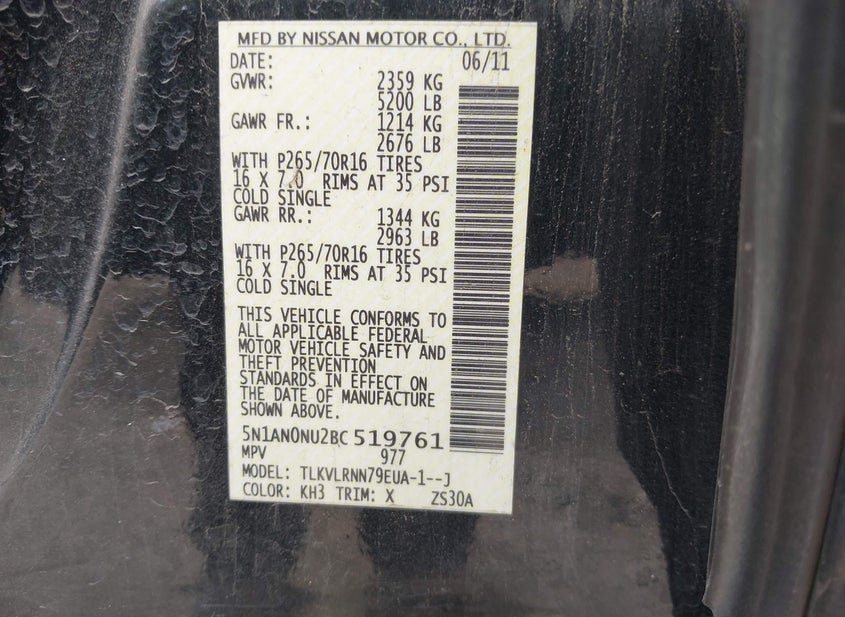 MFD BY NISSAN MOTOR CO., LTD.
DATE: 06/11
GVWR: 2359 KG
5200 LB
GAWR FR.: 1214 KG
2676 LB
WITH P265/70R16 TIRES
16 X 7.0 RIMS AT 35 PSI
COLD SINGLE
GAWR RR.: 1344 KG
2963 LB
WITH P265/70R16 TIRES
16 X 7.0 RIMS AT 35 PSI
COLD SINGLE
THIS VEHICLE CONFORMS TO
ALL APPLICABLE FEDERAL
MOTOR VEHICLE SAFETY AND
THEFT PREVENTION
STANDARDS IN EFFECT ON
THE DATE OF MANUFACTURE
SHOWN ABOVE.
5N1AN0NU2BC519761
MPV 977
MODEL: TLKVLRNN79EUA-1--J
COLOR: KH3 TRIM: X ZS30A